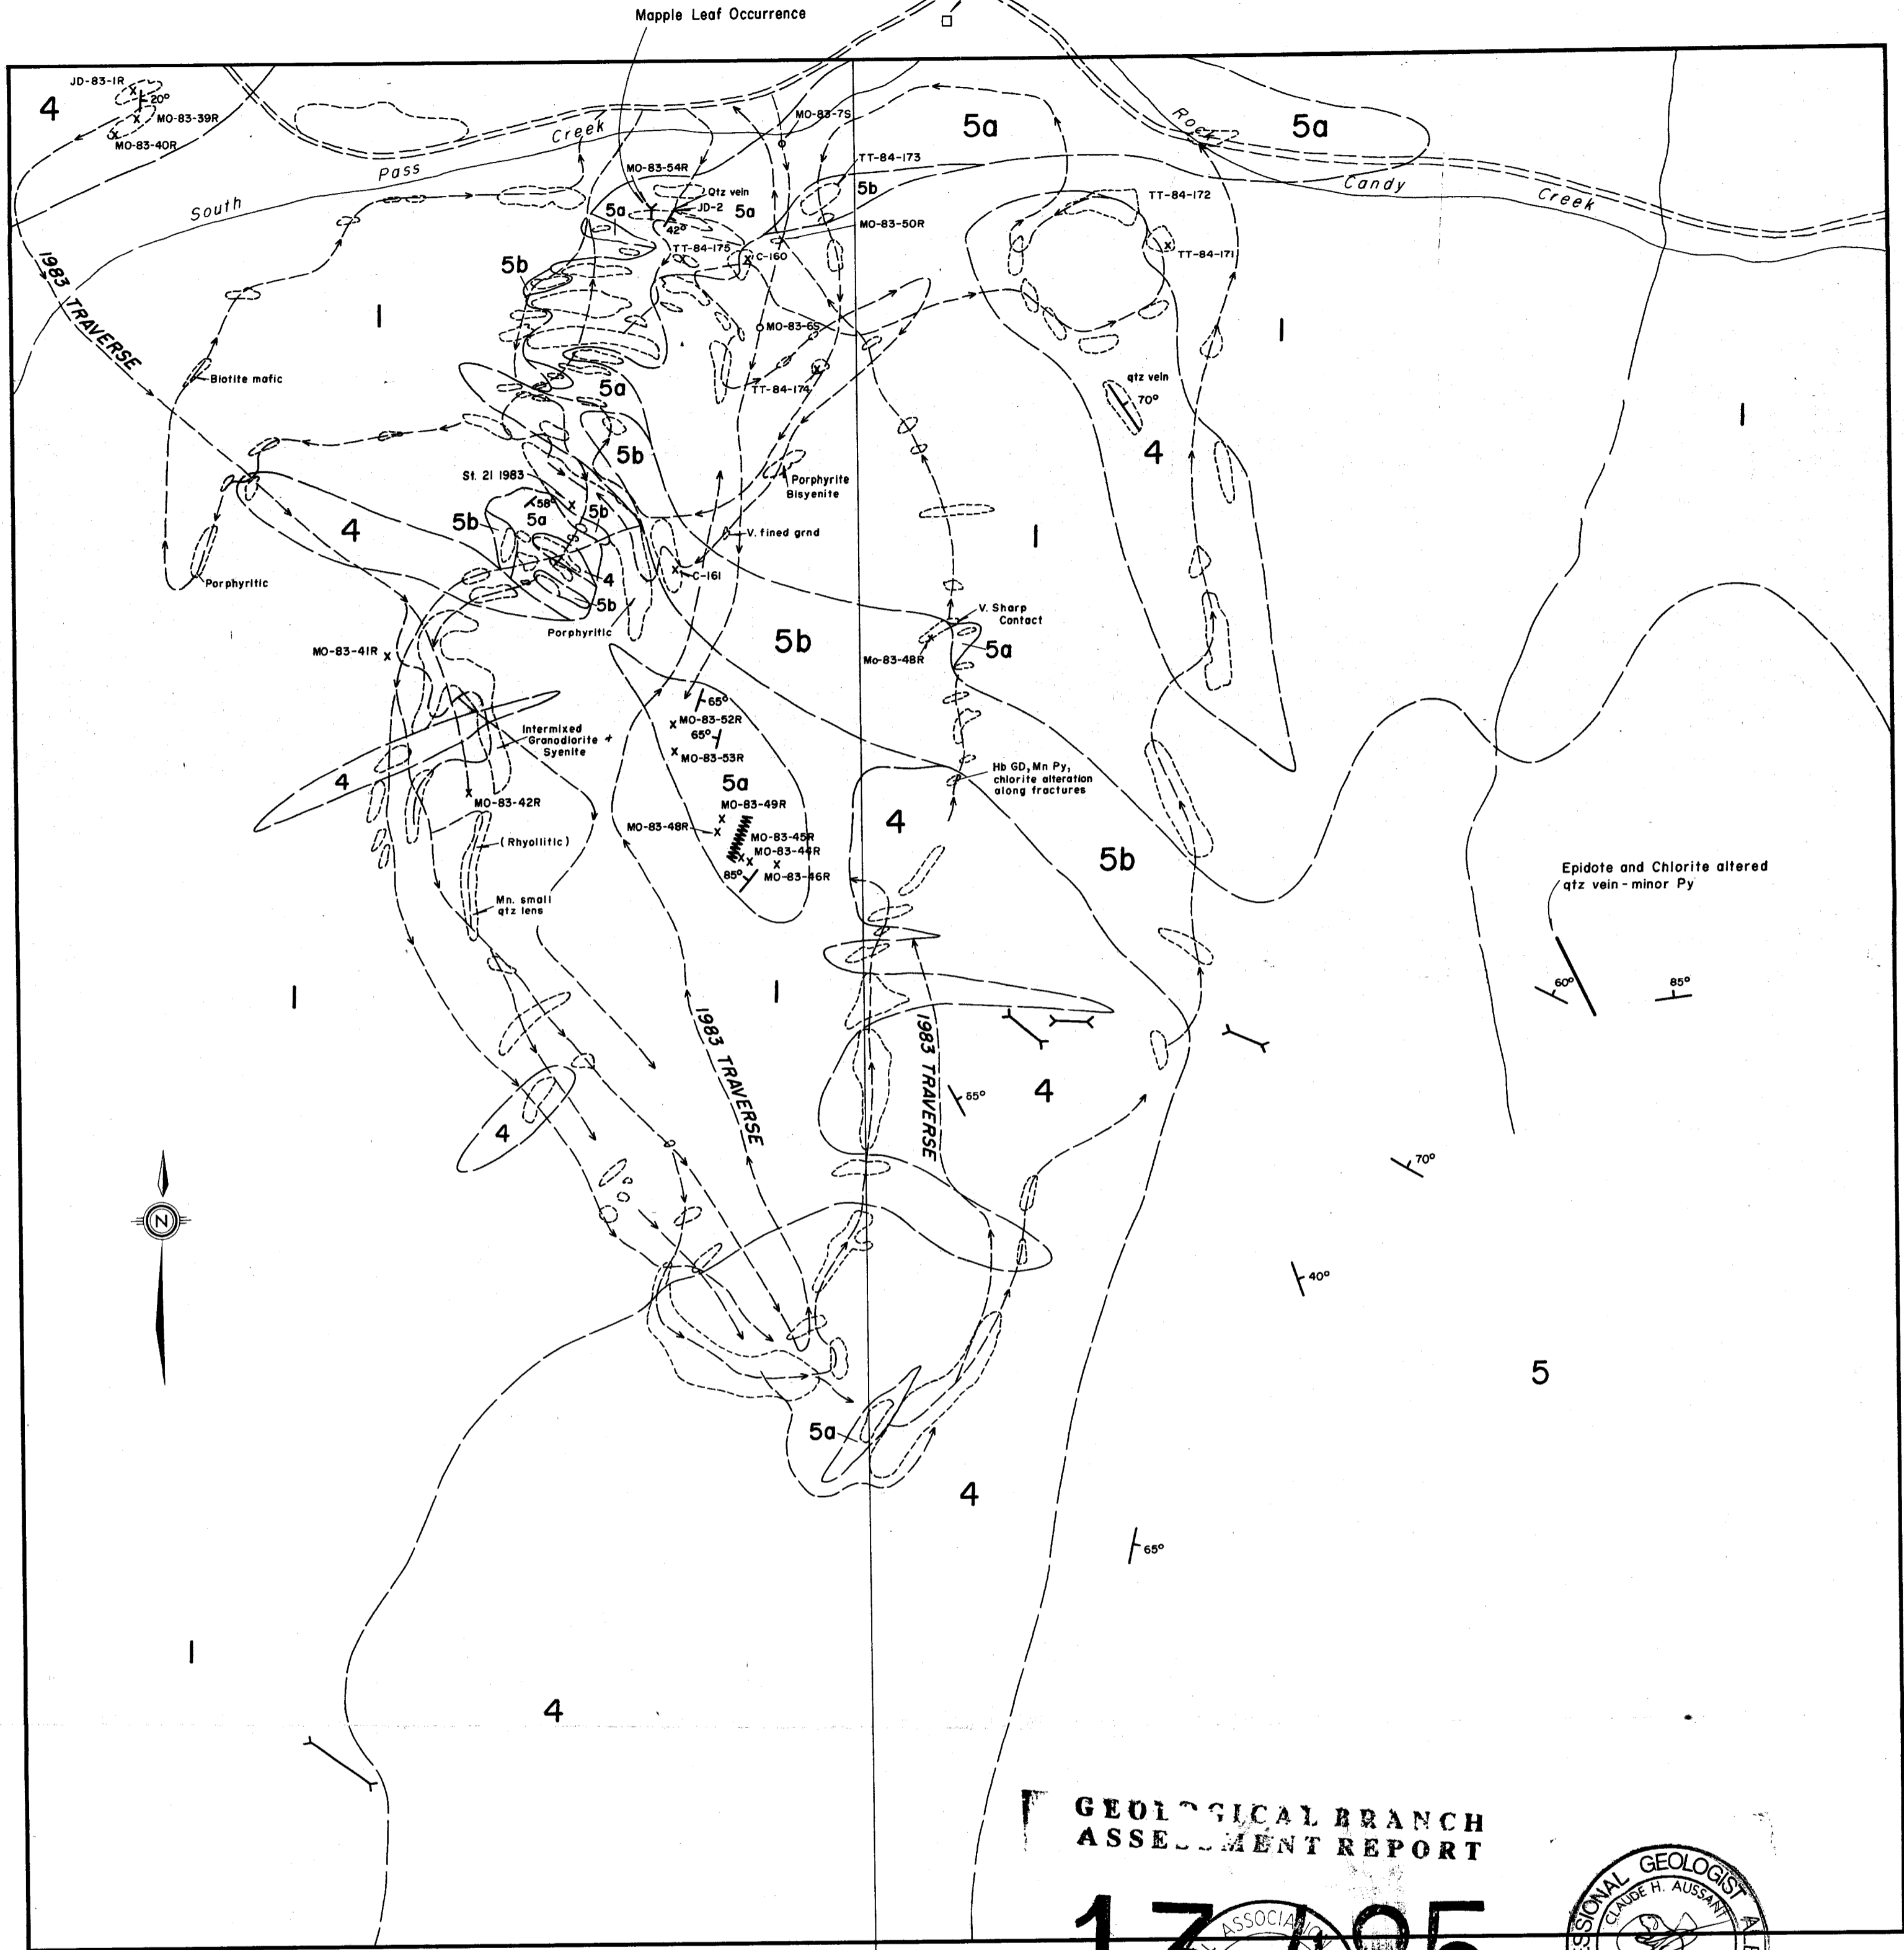 Mapple Leaf Occurrence
JD-83-1R
20°
4
MO-83-39R
MO-83-40R
Creek
Pass
South
MO-83-7S
MO-83-54R
Qtz vein
JD-2
5a
5a
42°
TT-84-175
C-160
TT-84-173
5b
MO-83-50R
5a
Rock
5a
Candy
Creek
TT-84-172
TT-84-171
1983 TRAVERSE
5b
1
MO-83-6S
1
Biotite mafic
5a
TT-84-174
qtz vein
70°
1
4
5b
St. 21 1983
Porphyrite
Bisyenite
58°
5b
5a
5b
4
V. fined grnd
1
Porphyritic
C-161
4
5b
Porphyritic
V. Sharp
Contact
5b
MO-83-41R
Mo-83-48R
5a
65°
MO-83-52R
65°
MO-83-53R
Intermixed
Granodiorite +
Syenite
4
5a
Hb GD, Mn Py,
chlorite alteration
along fractures
MO-83-42R
MO-83-49R
MO-83-48R
MO-83-45R
MO-83-44R
MO-83-46R
85°
(Rhyollitic)
4
5b
Mn. small
qtz lens
Epidote and Chlorite altered
qtz vein - minor Py
60°
85°
1
1
1983 TRAVERSE
1983 TRAVERSE
55°
4
4
70°
N
40°
5
5a
4
65°
1
4
GEOLOGICAL BRANCH
ASSESSMENT REPORT
ASSOCIATION
GEOLOGIST
CLAUDE H. AUSSANT